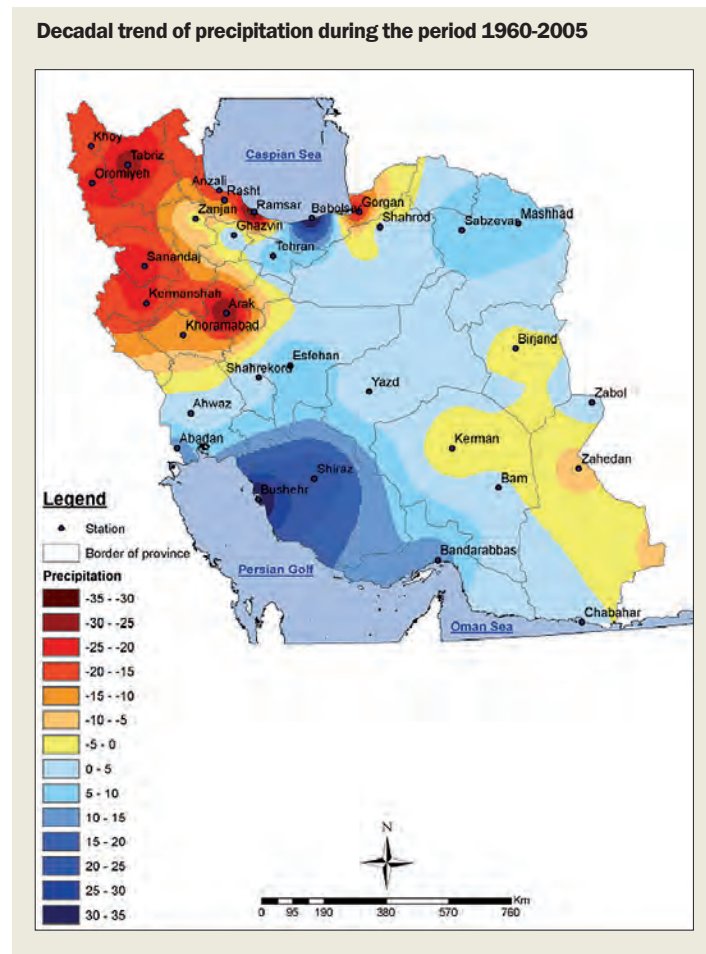 Decadal trend of precipitation during the period 1960-2005
Khoy
Tabriz
Oromiyeh
Caspian Sea
Anzali
Rasht
Ramsar
Babolsar
Gorgan
Zanjan
Shahrod
Ghazvin
Sabzevar
Mashhad
Tehran
Sanandaj
Kermanshah
Arak
Khoramabad
Birjand
Esfehan
Shahrekord
Yazd
Zabol
Ahwaz
Kerman
Abadan
Zahedan
Shiraz
Bam
Bushehr
Bandarabbas
Persian Golf
Chabahar
Oman Sea
Legend
Station
Border of province
Precipitation
-35 - -30
-30 - -25
-25 - -20
-20 - -15
-15 - -10
-10 - -5
-5 - 0
0 - 5
5 - 10
10 - 15
15 - 20
20 - 25
25 - 30
30 - 35
N
Km
0 95 190 380 570 760